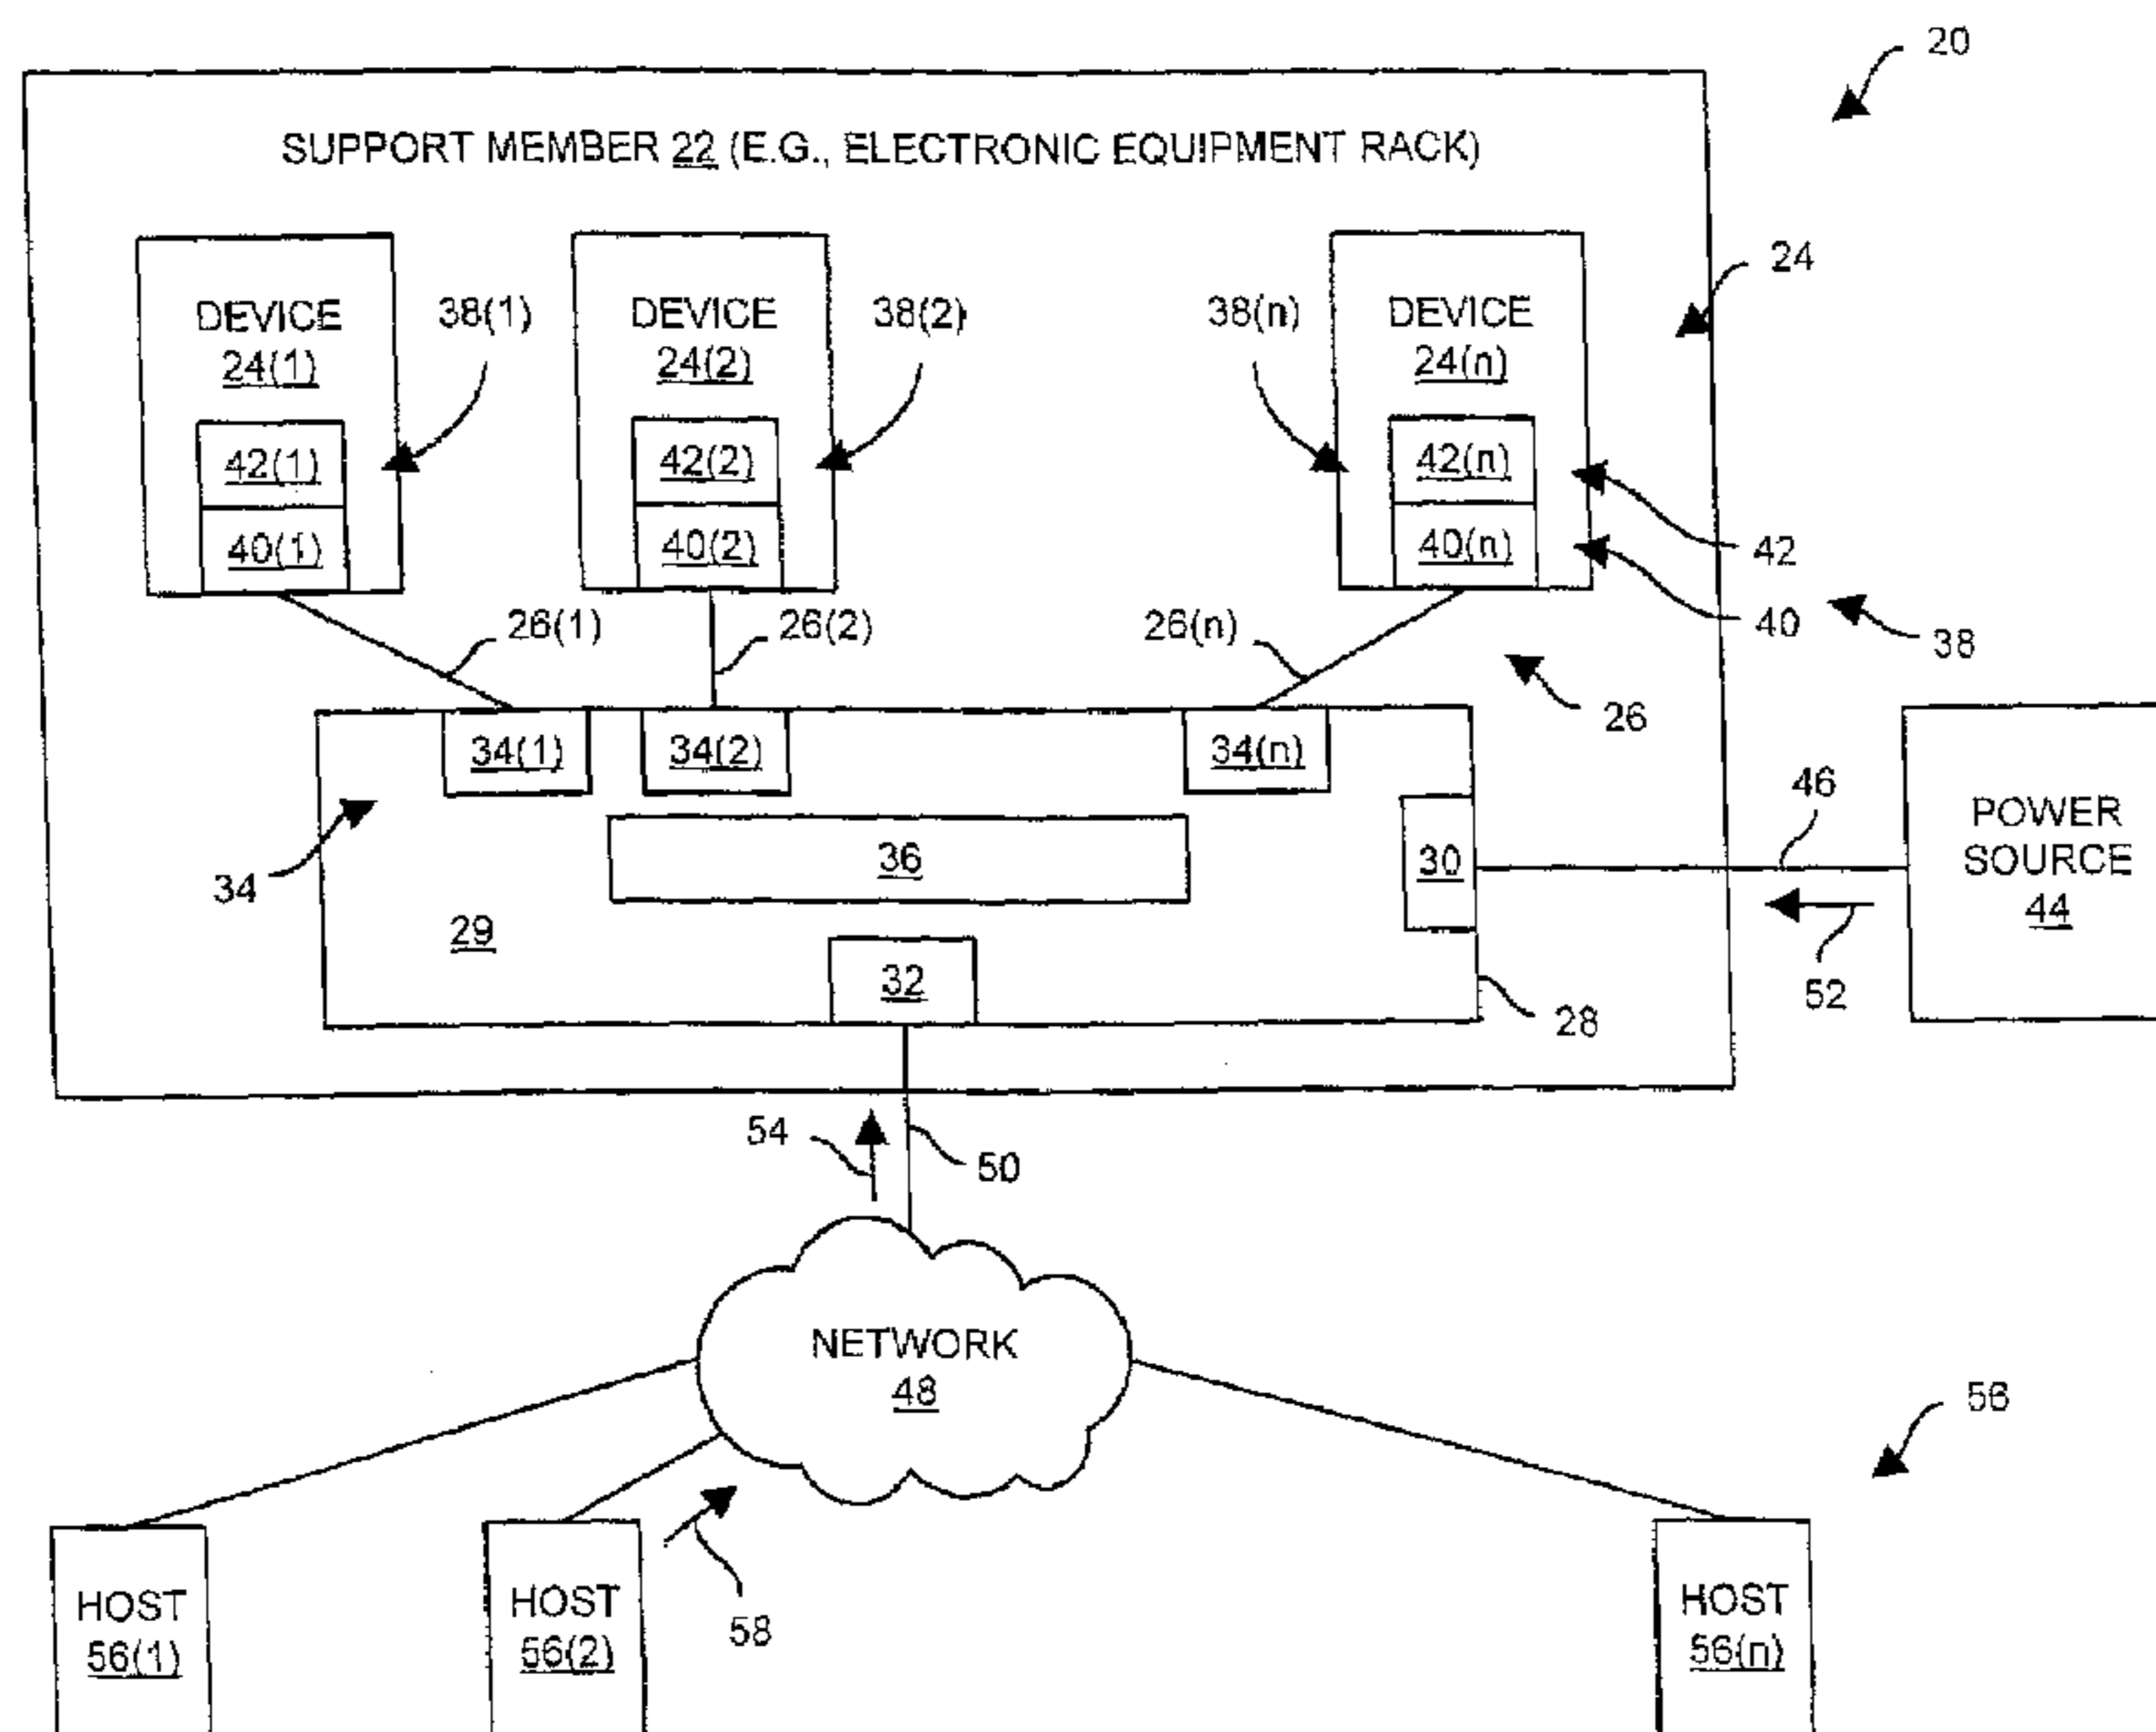 20
SUPPORT MEMBER 22 (E.G., ELECTRONIC EQUIPMENT RACK)
24
DEVICE
24(1)
38(1)
DEVICE
24(2)
38(2)
38(n)
DEVICE
24(n)
42(1)
40(1)
42(2)
40(2)
42(n)
40(n)
42
40
38
26(1)
26(2)
26(n)
26
34(1)
34(2)
34(n)
34
36
30
46
POWER
SOURCE
44
52
29
32
28
54
50
NETWORK
48
56
HOST
56(1)
HOST
56(2)
58
HOST
56(n)